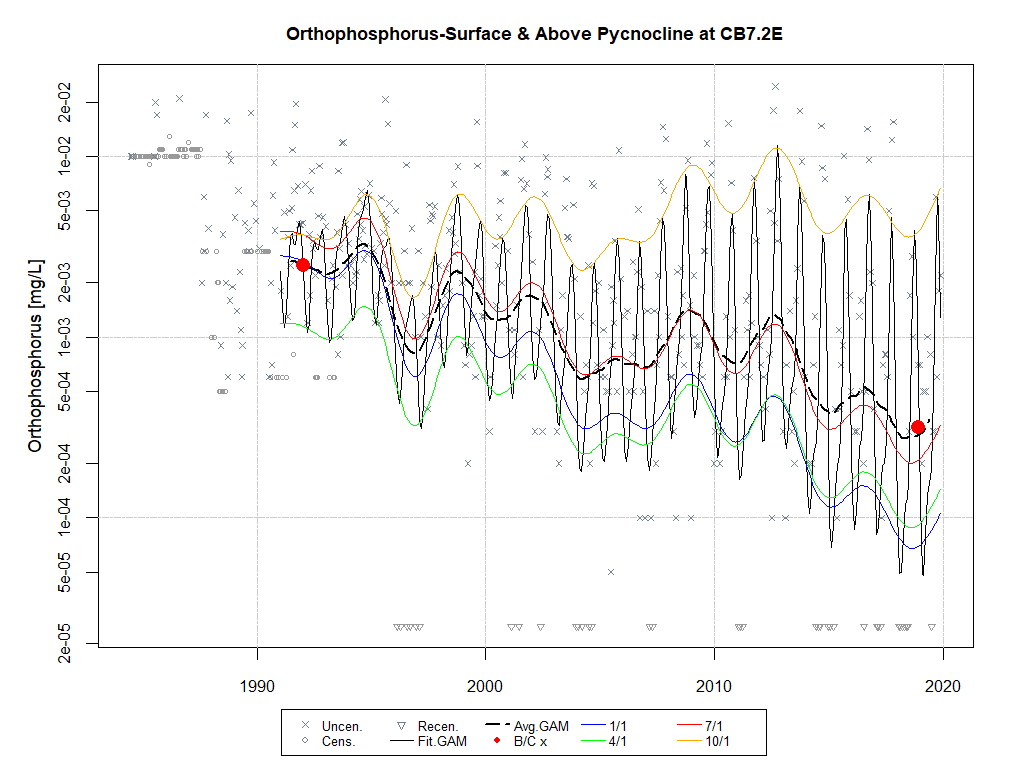 Orthophosphorus-Surface & Above Pycnocline at CB7.2E
Orthophosphorus [mg/L]
2e-02
1e-02
5e-03
2e-03
1e-03
5e-04
2e-04
1e-04
5e-05
2e-05
1990 2000 2010 2020
Uncen. Recen. Avg.GAM 1/1 7/1
Cens. Fit.GAM B/C x 4/1 10/1